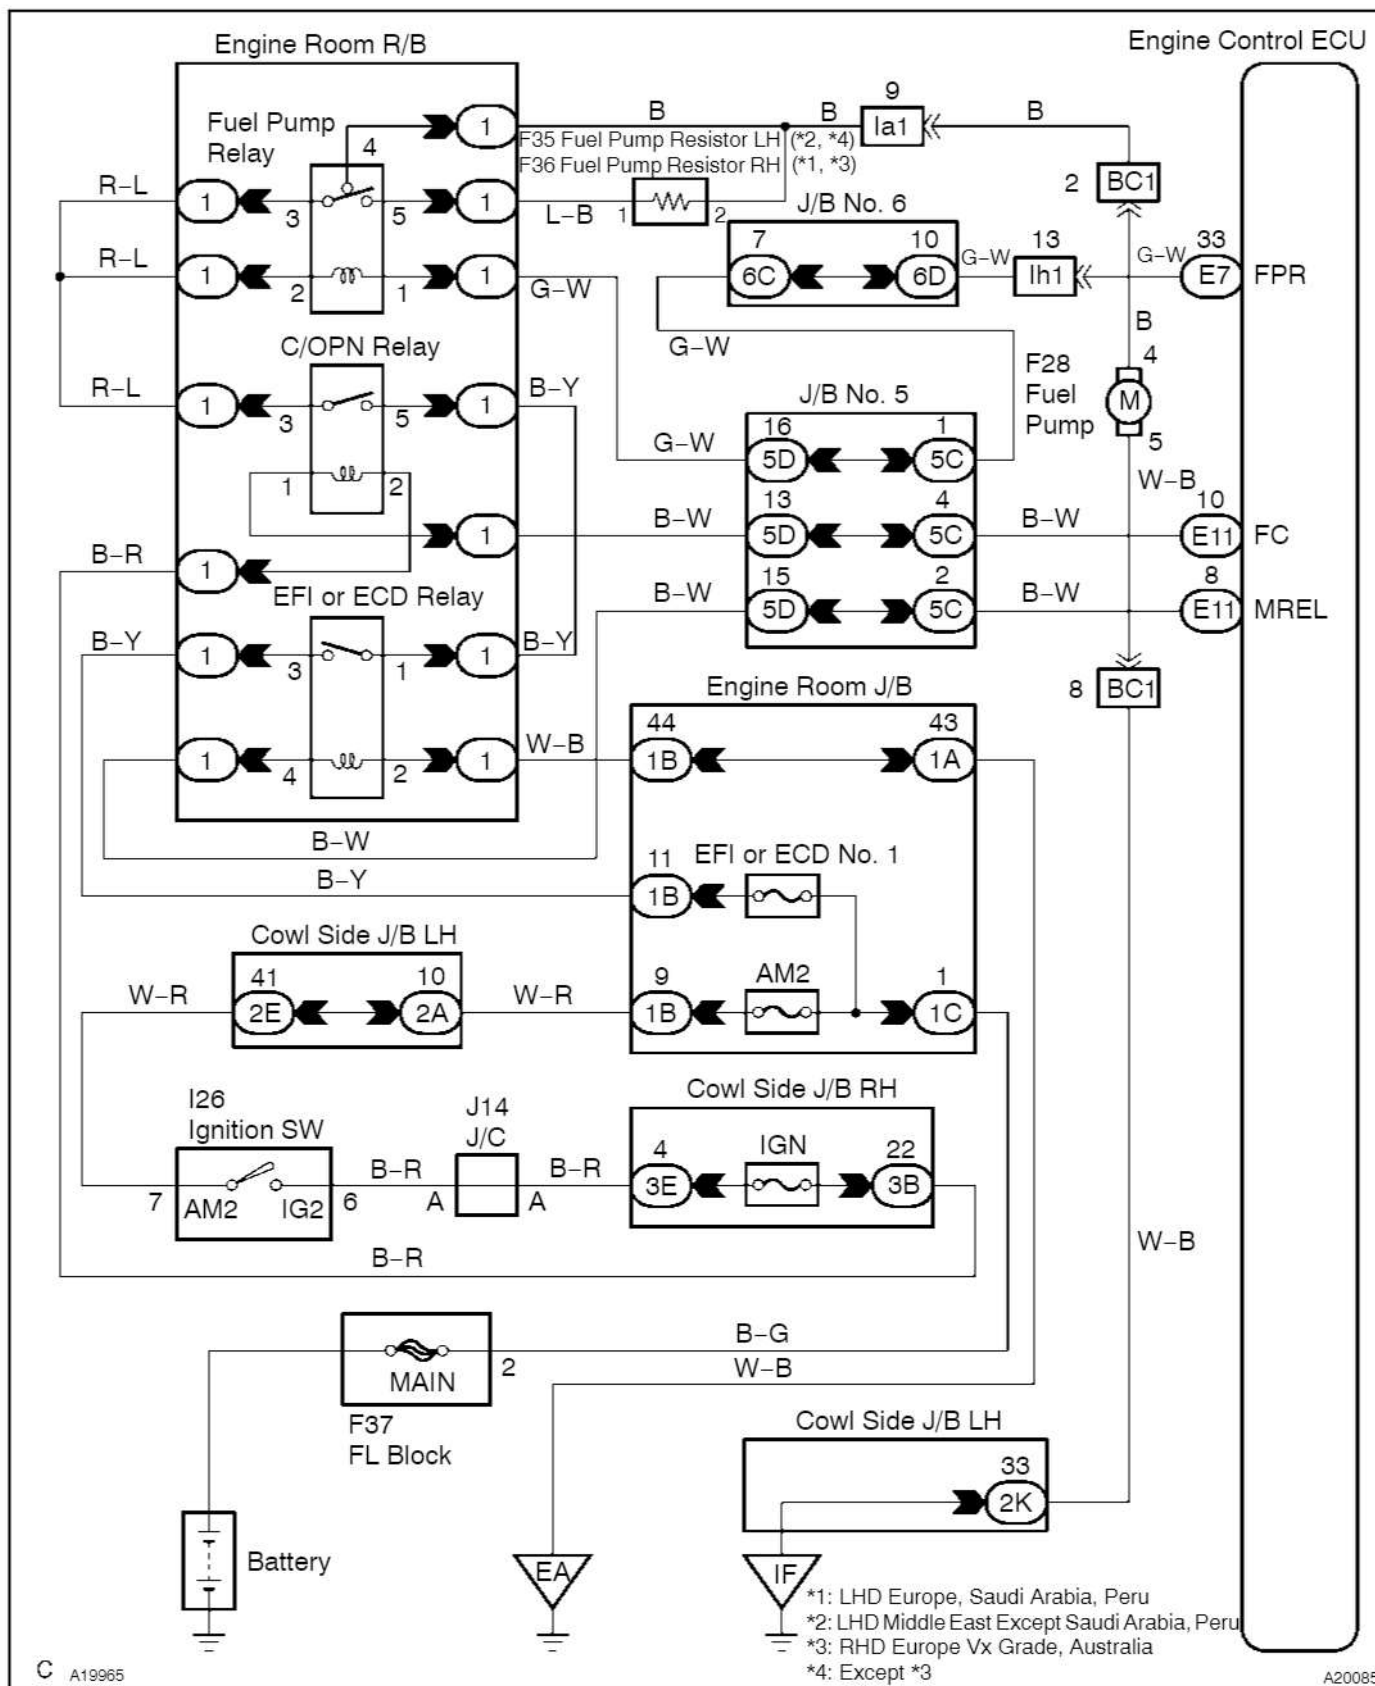 Engine Room R/B
Engine Control ECU
Fuel Pump
Relay
4
1
B
B
9
Ia1
B
F35 Fuel Pump Resistor LH (*2, *4)
F36 Fuel Pump Resistor RH (*1, *3)
2
BC1
R–L
1
3
5
1
L–B
1
2
J/B No. 6
7
6C
10
6D
G–W
13
Ih1
G–W
33
E7
FPR
R–L
1
2
1
1
G–W
G–W
B
4
M
5
F28
Fuel
Pump
C/OPN Relay
R–L
1
3
5
1
B–Y
J/B No. 5
G–W
16
5D
1
5C
W–B
1
2
1
B–W
13
5D
4
5C
B–W
10
E11
FC
B–R
1
EFI or ECD Relay
B–W
15
5D
2
5C
B–W
8
E11
MREL
B–Y
1
3
1
1
B–Y
8
BC1
Engine Room J/B
1
4
2
1
W–B
44
1B
43
1A
B–W
B–Y
11
1B
EFI or ECD No. 1
Cowl Side J/B LH
W–R
41
2E
10
2A
W–R
9
1B
AM2
1
1C
I26
Ignition SW
7
AM2
IG2
6
B–R
J14
J/C
A
A
B–R
Cowl Side J/B RH
4
3E
IGN
22
3B
B–R
W–B
MAIN
2
B–G
W–B
F37
FL Block
Cowl Side J/B LH
33
2K
Battery
EA
IF
*1: LHD Europe, Saudi Arabia, Peru
*2: LHD Middle East Except Saudi Arabia, Peru
*3: RHD Europe Vx Grade, Australia
*4: Except *3
C
A19965
A20085